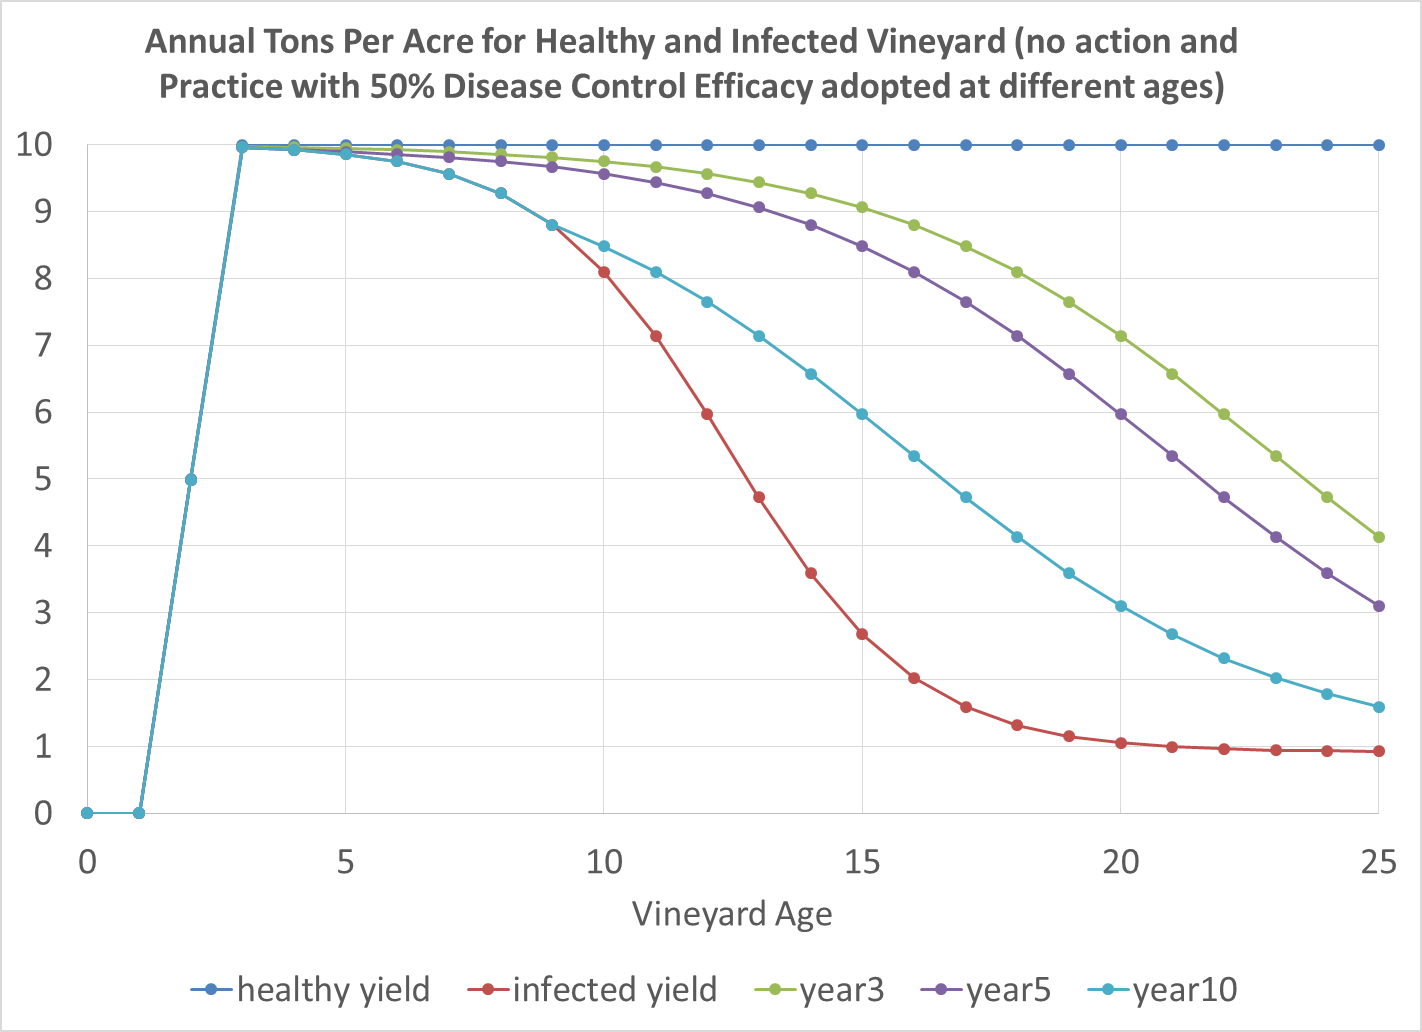 Annual Tons Per Acre for Healthy and Infected Vineyard (no action and
Practice with 50% Disease Control Efficacy adopted at different ages)
10
9
8
7
6
5
4
3
2
1
0
0 5 10 15 20 25
Vineyard Age
healthy yield infected yield year3 year5 year10